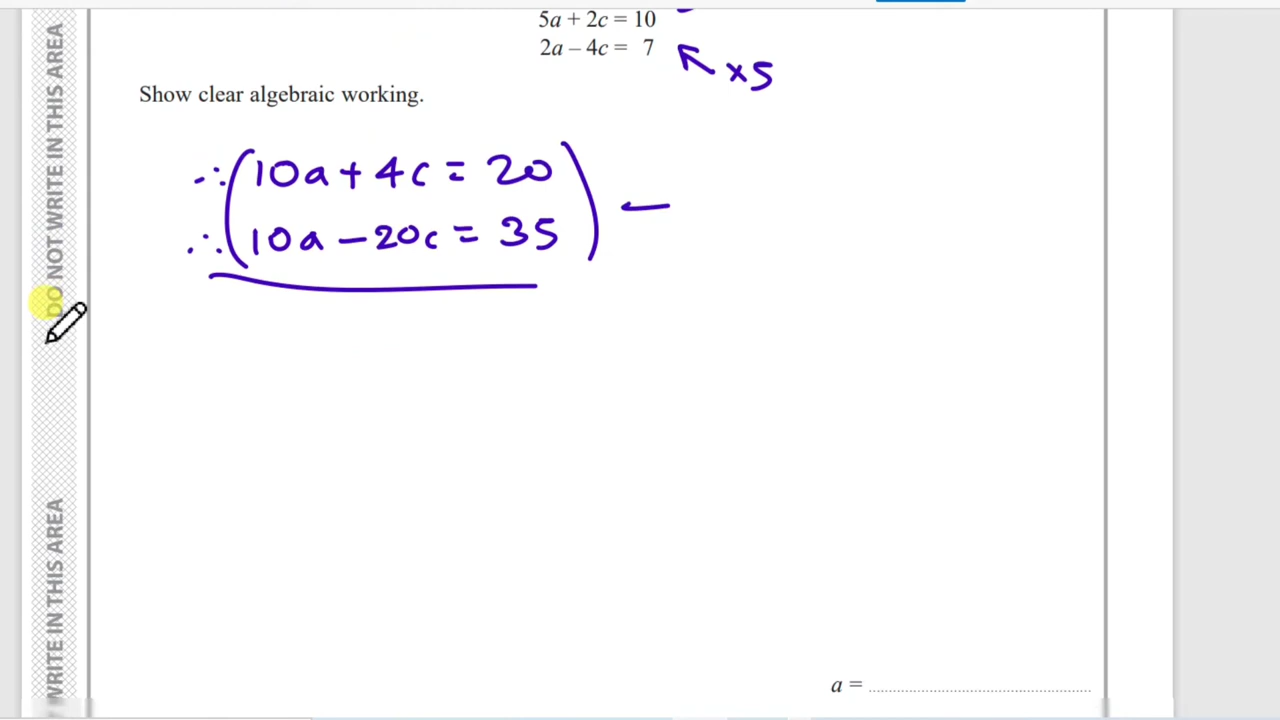 5a + 2c = 10
2a – 4c = 7
×5
Show clear algebraic working.
∴ (10a + 4c = 20
∴ (10a – 20c = 35) –
a = ........................................................
DO NOT WRITE IN THIS AREA
WRITE IN THIS AREA